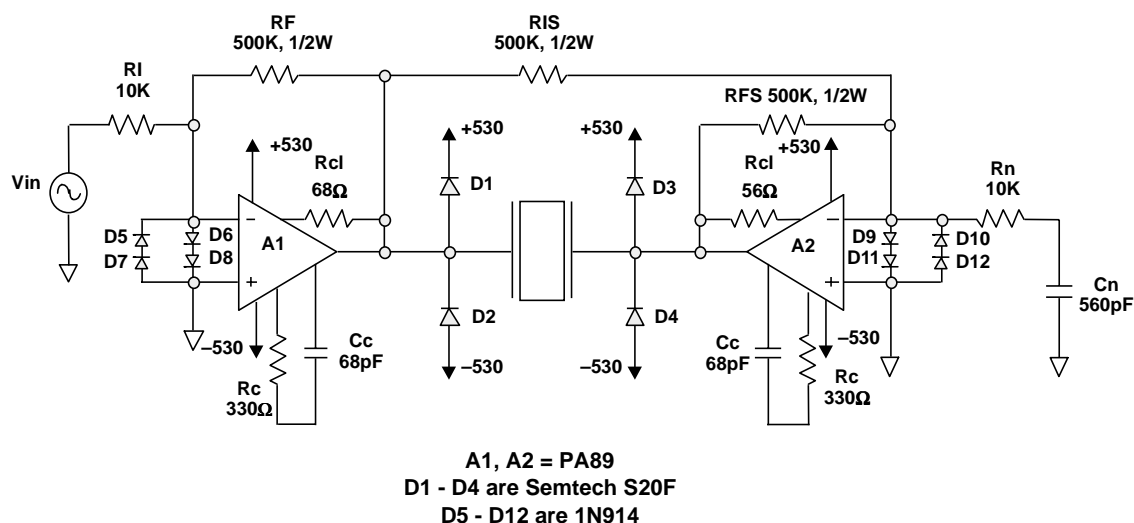 RF
500K, 1/2W
RIS
500K, 1/2W
RI
10K
RFS 500K, 1/2W
+530
+530
+530
+530
Rcl
68Ω
Rcl
56Ω
Rn
10K
Vin
D1
D3
D5
D7
D6
D8
−
A1
+
−
A2
+
D9
D11
D10
D12
Cn
560pF
D2
D4
–530
–530
–530
–530
Cc
68pF
Cc
68pF
Rc
330Ω
Rc
330Ω
A1, A2 = PA89
D1 - D4 are Semtech S20F
D5 - D12 are 1N914